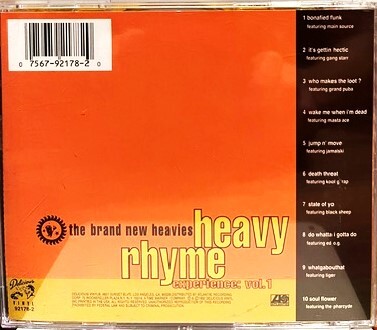 0 7567-92178-2 0
1 bonafied funk
featuring main source
2 it's gettin hectic
featuring gang starr
3 who makes the loot ?
featuring grand puba
4 wake me when i'm dead
featuring masta ace
5 jump n' move
featuring jamalski
6 death threat
featuring kool g. rap
7 state of yo
featuring black sheep
8 do whatta i gotta do
featuring ed o.g.
9 whatgabouthat
featuring tiger
10 soul flower
featuring the pharcyde
the brand new heavies
heavy
rhyme
experience: vol. 1
Delicious
VINYL
92178-2